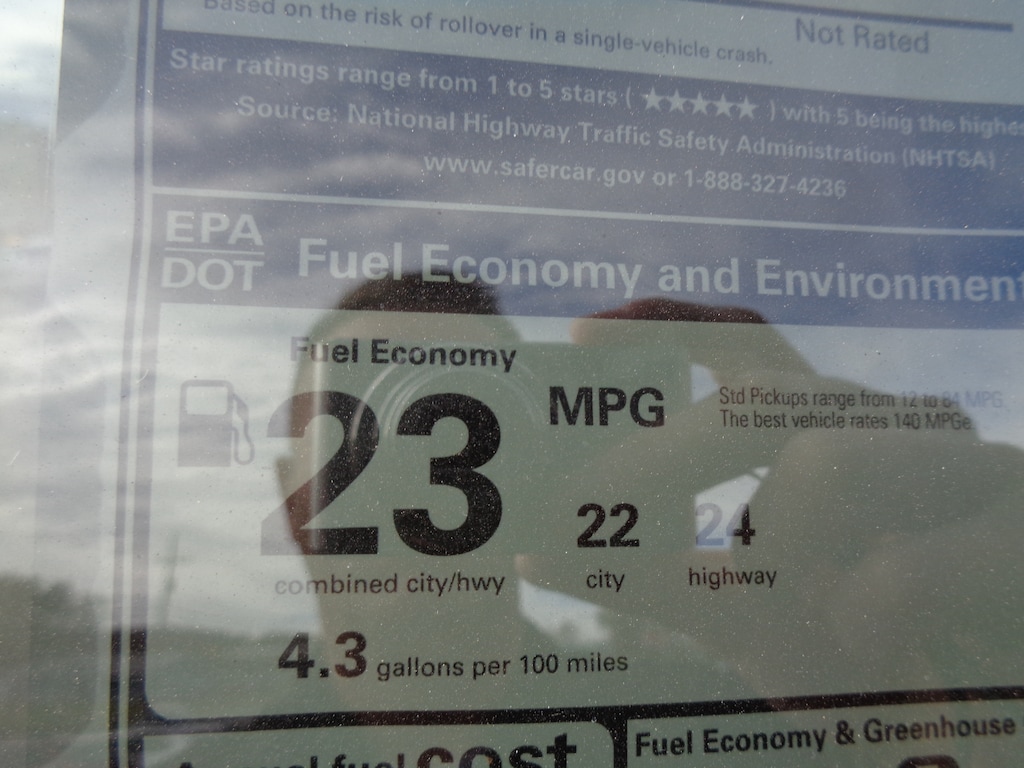 Based on the risk of rollover in a single-vehicle crash.
Not Rated
Star ratings range from 1 to 5 stars (★★★★★) with 5 being the highes
Source: National Highway Traffic Safety Administration (NHTSA)
www.safercar.gov or 1-888-327-4236
EPA
DOT
Fuel Economy and Environment
Fuel Economy
23
MPG
Std Pickups range from 12 to 84 MPG.
The best vehicle rates 140 MPGe.
22
24
combined city/hwy
city
highway
4.3 gallons per 100 miles
fuel cost
Fuel Economy & Greenhouse